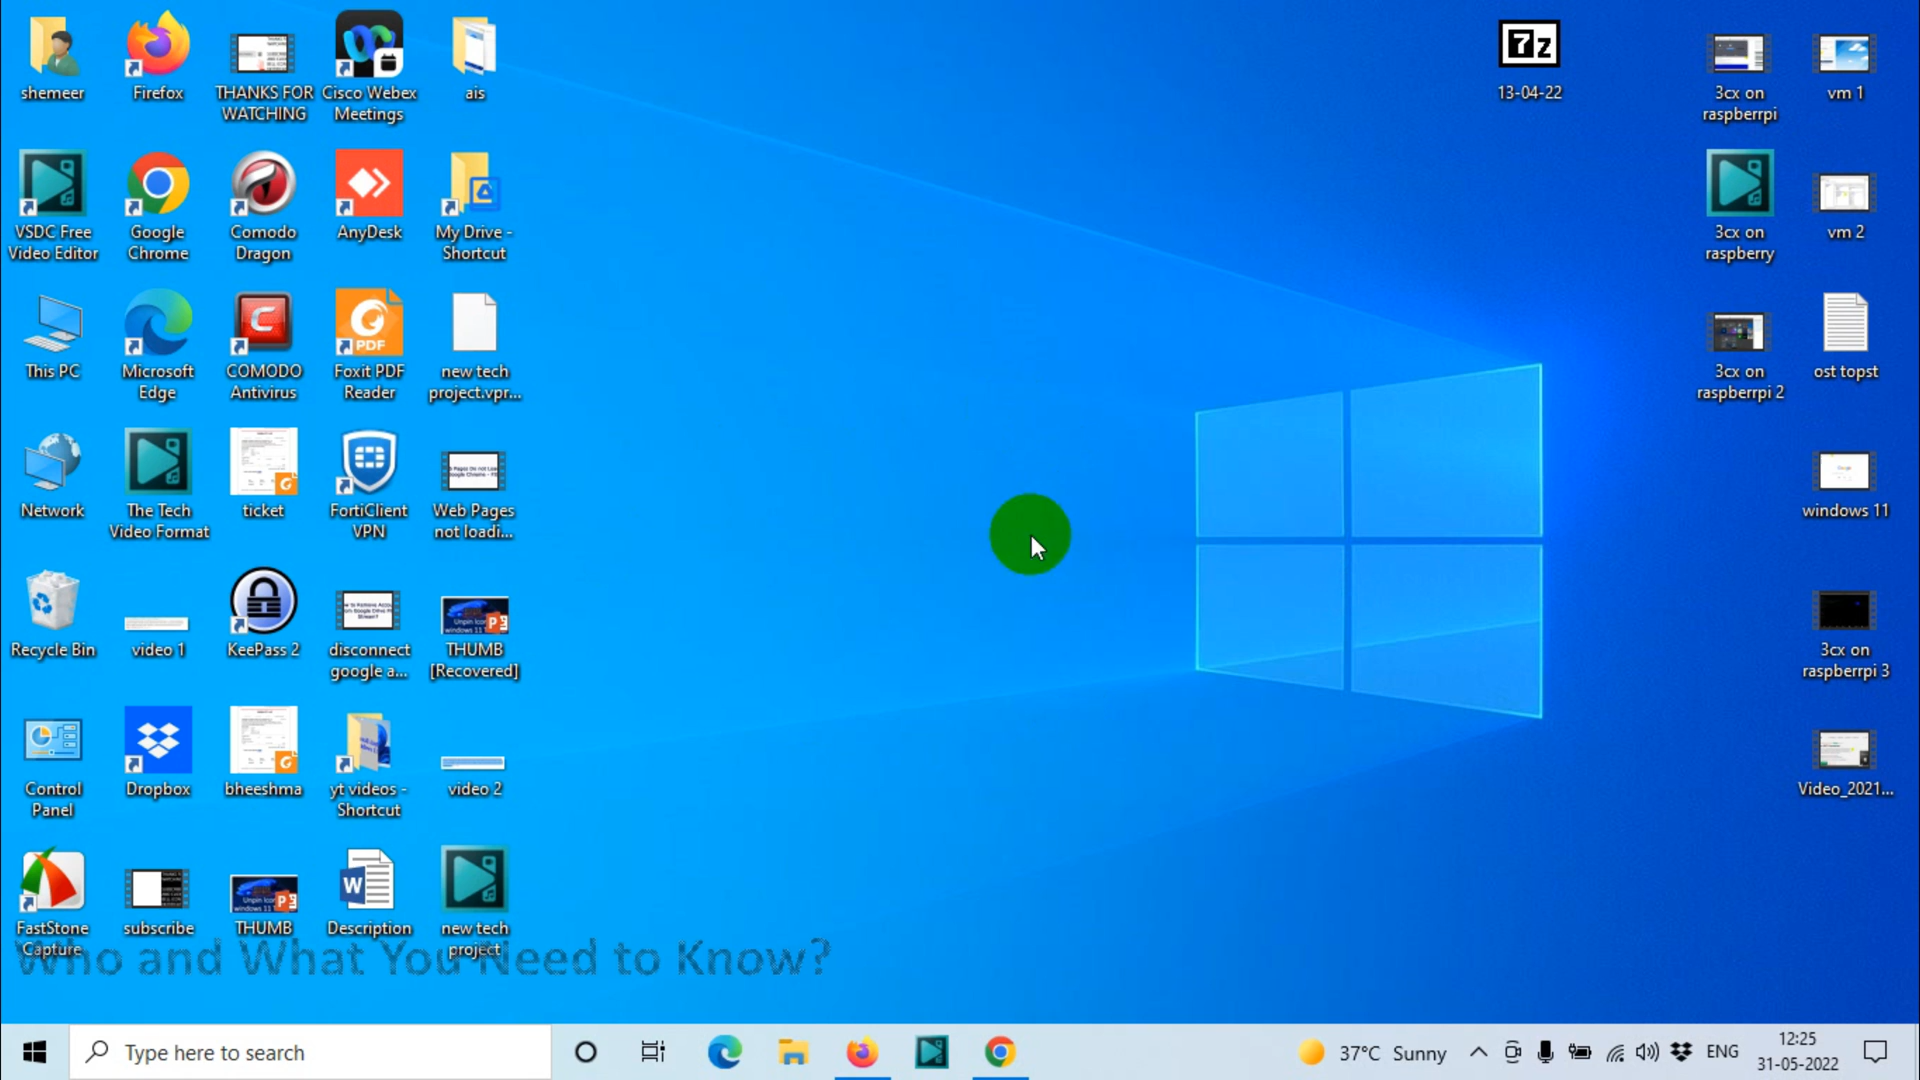 shemeer
Firefox
THANKS FOR
WATCHING
Cisco Webex
Meetings
ais
7z
13-04-22
3cx on
raspberrpi
vm 1
VSDC Free
Video Editor
Google
Chrome
Comodo
Dragon
AnyDesk
My Drive -
Shortcut
3cx on
raspberry
vm 2
This PC
Microsoft
Edge
COMODO
Antivirus
PDF
Foxit PDF
Reader
new tech
project.vpr...
3cx on
raspberrpi 2
ost topst
Network
The Tech
Video Format
ticket
FortiClient
VPN
Web Pages
not loadi...
windows 11
Recycle Bin
video 1
KeePass 2
disconnect
google a...
THUMB
[Recovered]
3cx on
raspberrpi 3
Control
Panel
Dropbox
bheeshma
yt videos -
Shortcut
video 2
Video_2021...
FastStone
Capture
subscribe
THUMB
Description
new tech
project
Who and What You Need to Know?
Type here to search
37°C Sunny
ENG
12:25
31-05-2022